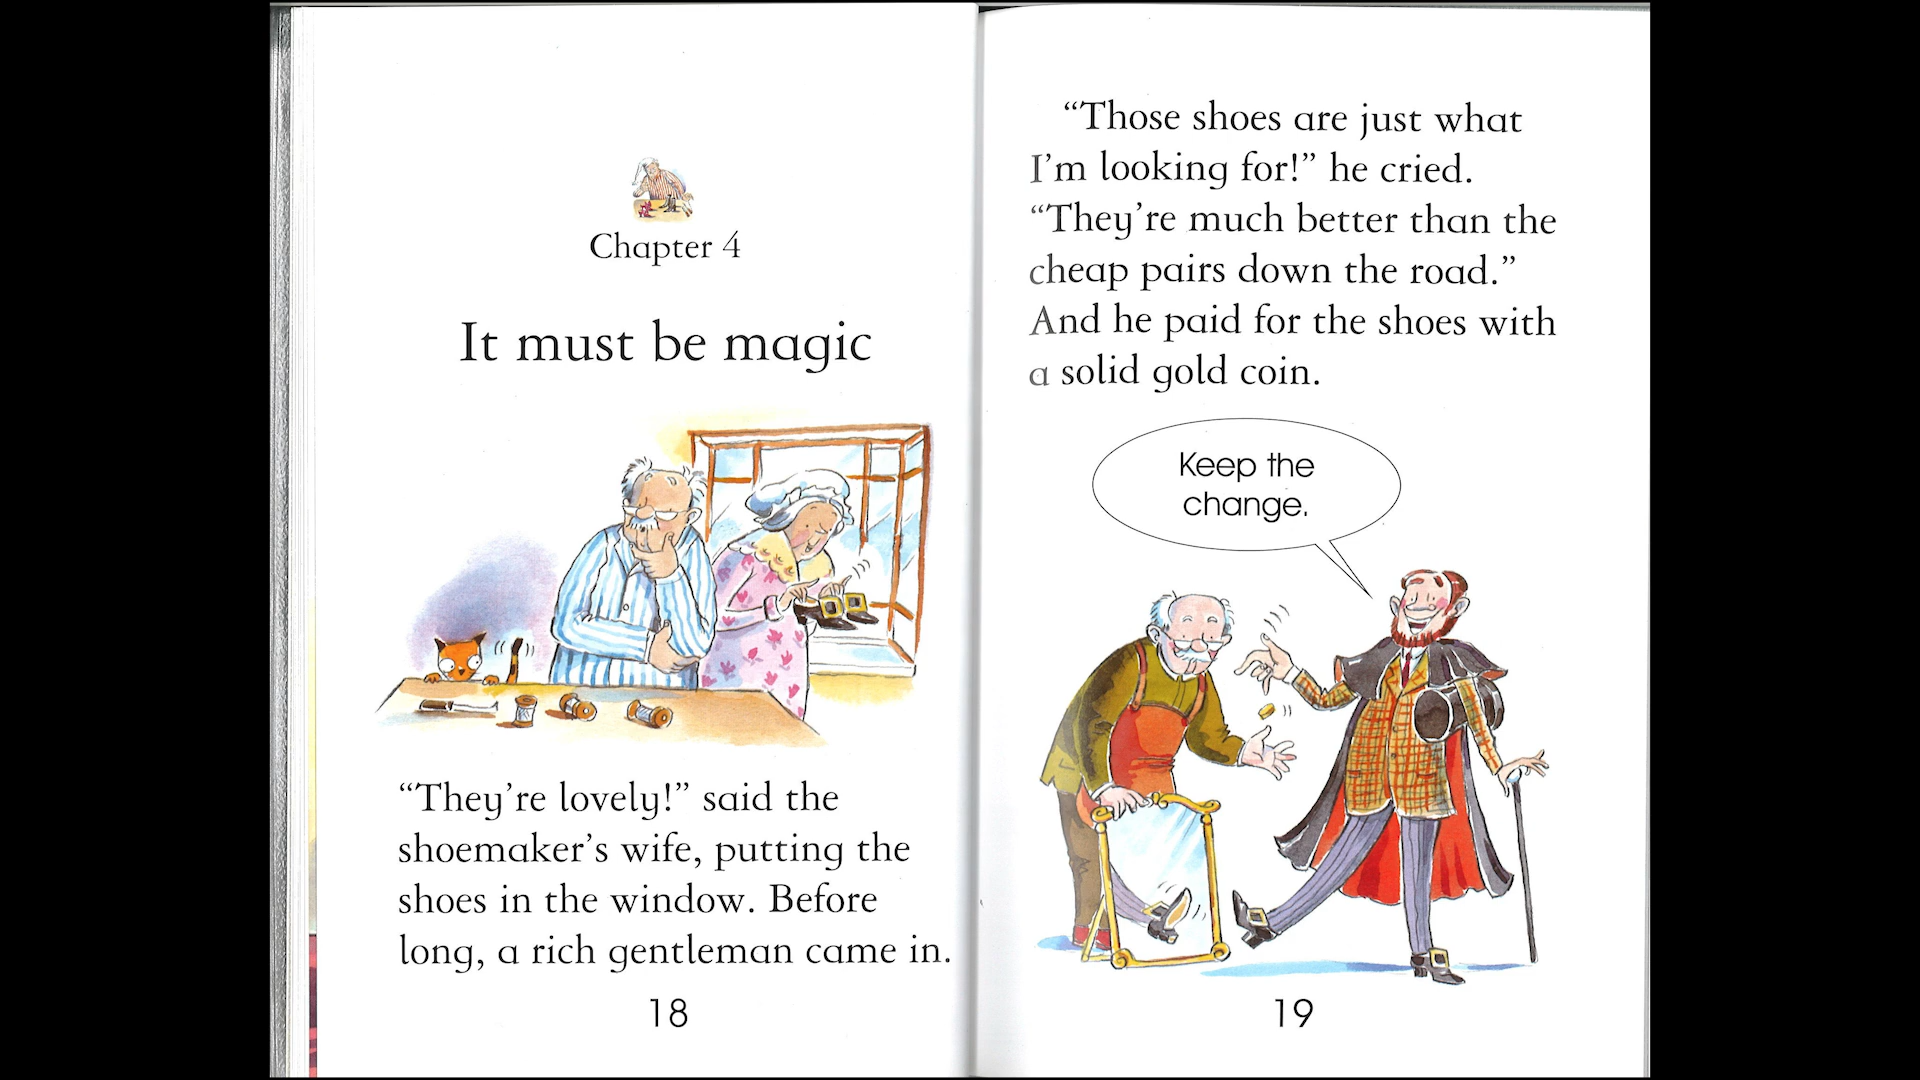 Chapter 4
It must be magic
“They’re lovely!” said the
shoemaker’s wife, putting the
shoes in the window. Before
long, a rich gentleman came in.
18
“Those shoes are just what
I’m looking for!” he cried.
“They’re much better than the
cheap pairs down the road.”
And he paid for the shoes with
a solid gold coin.
Keep the
change.
19